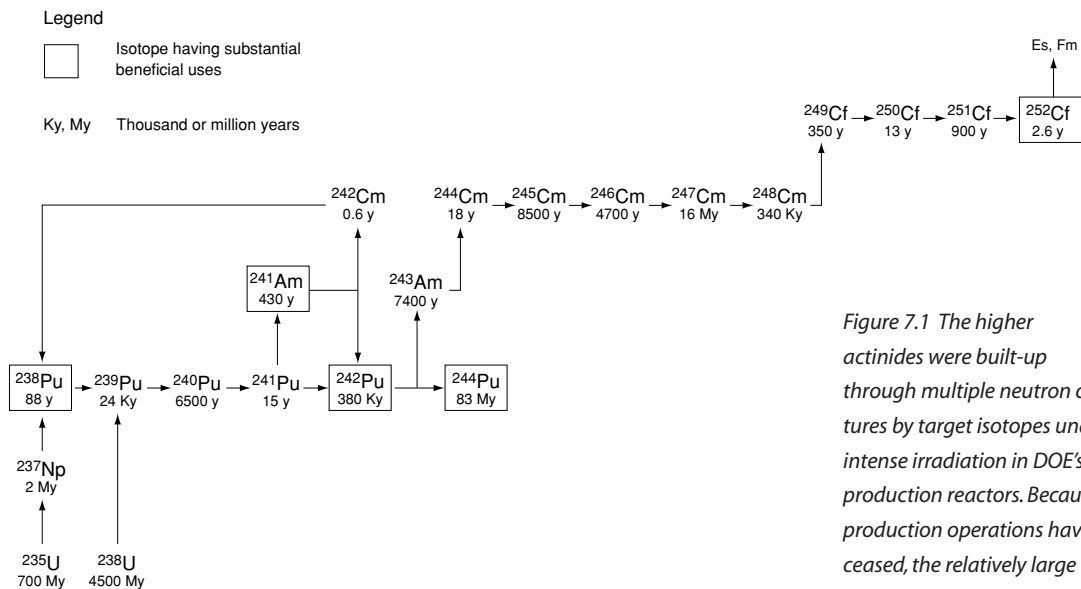 Legend
Isotope having substantial
beneficial uses
Ky, My Thousand or million years
Es, Fm
249Cf 250Cf 251Cf 252Cf
350 y 13 y 900 y 2.6 y
242Cm 244Cm 245Cm 246Cm 247Cm 248Cm
0.6 y 18 y 8500 y 4700 y 16 My 340 Ky
241Am 243Am
430 y 7400 y
238Pu 239Pu 240Pu 241Pu 242Pu 244Pu
88 y 24 Ky 6500 y 15 y 380 Ky 83 My
237Np
2 My
235U 238U
700 My 4500 My
Figure 7.1 The higher
actinides were built-up
through multiple neutron
tures by target isotopes
intense irradiation in DOE's
production reactors.
production operations
ceased, the relatively large